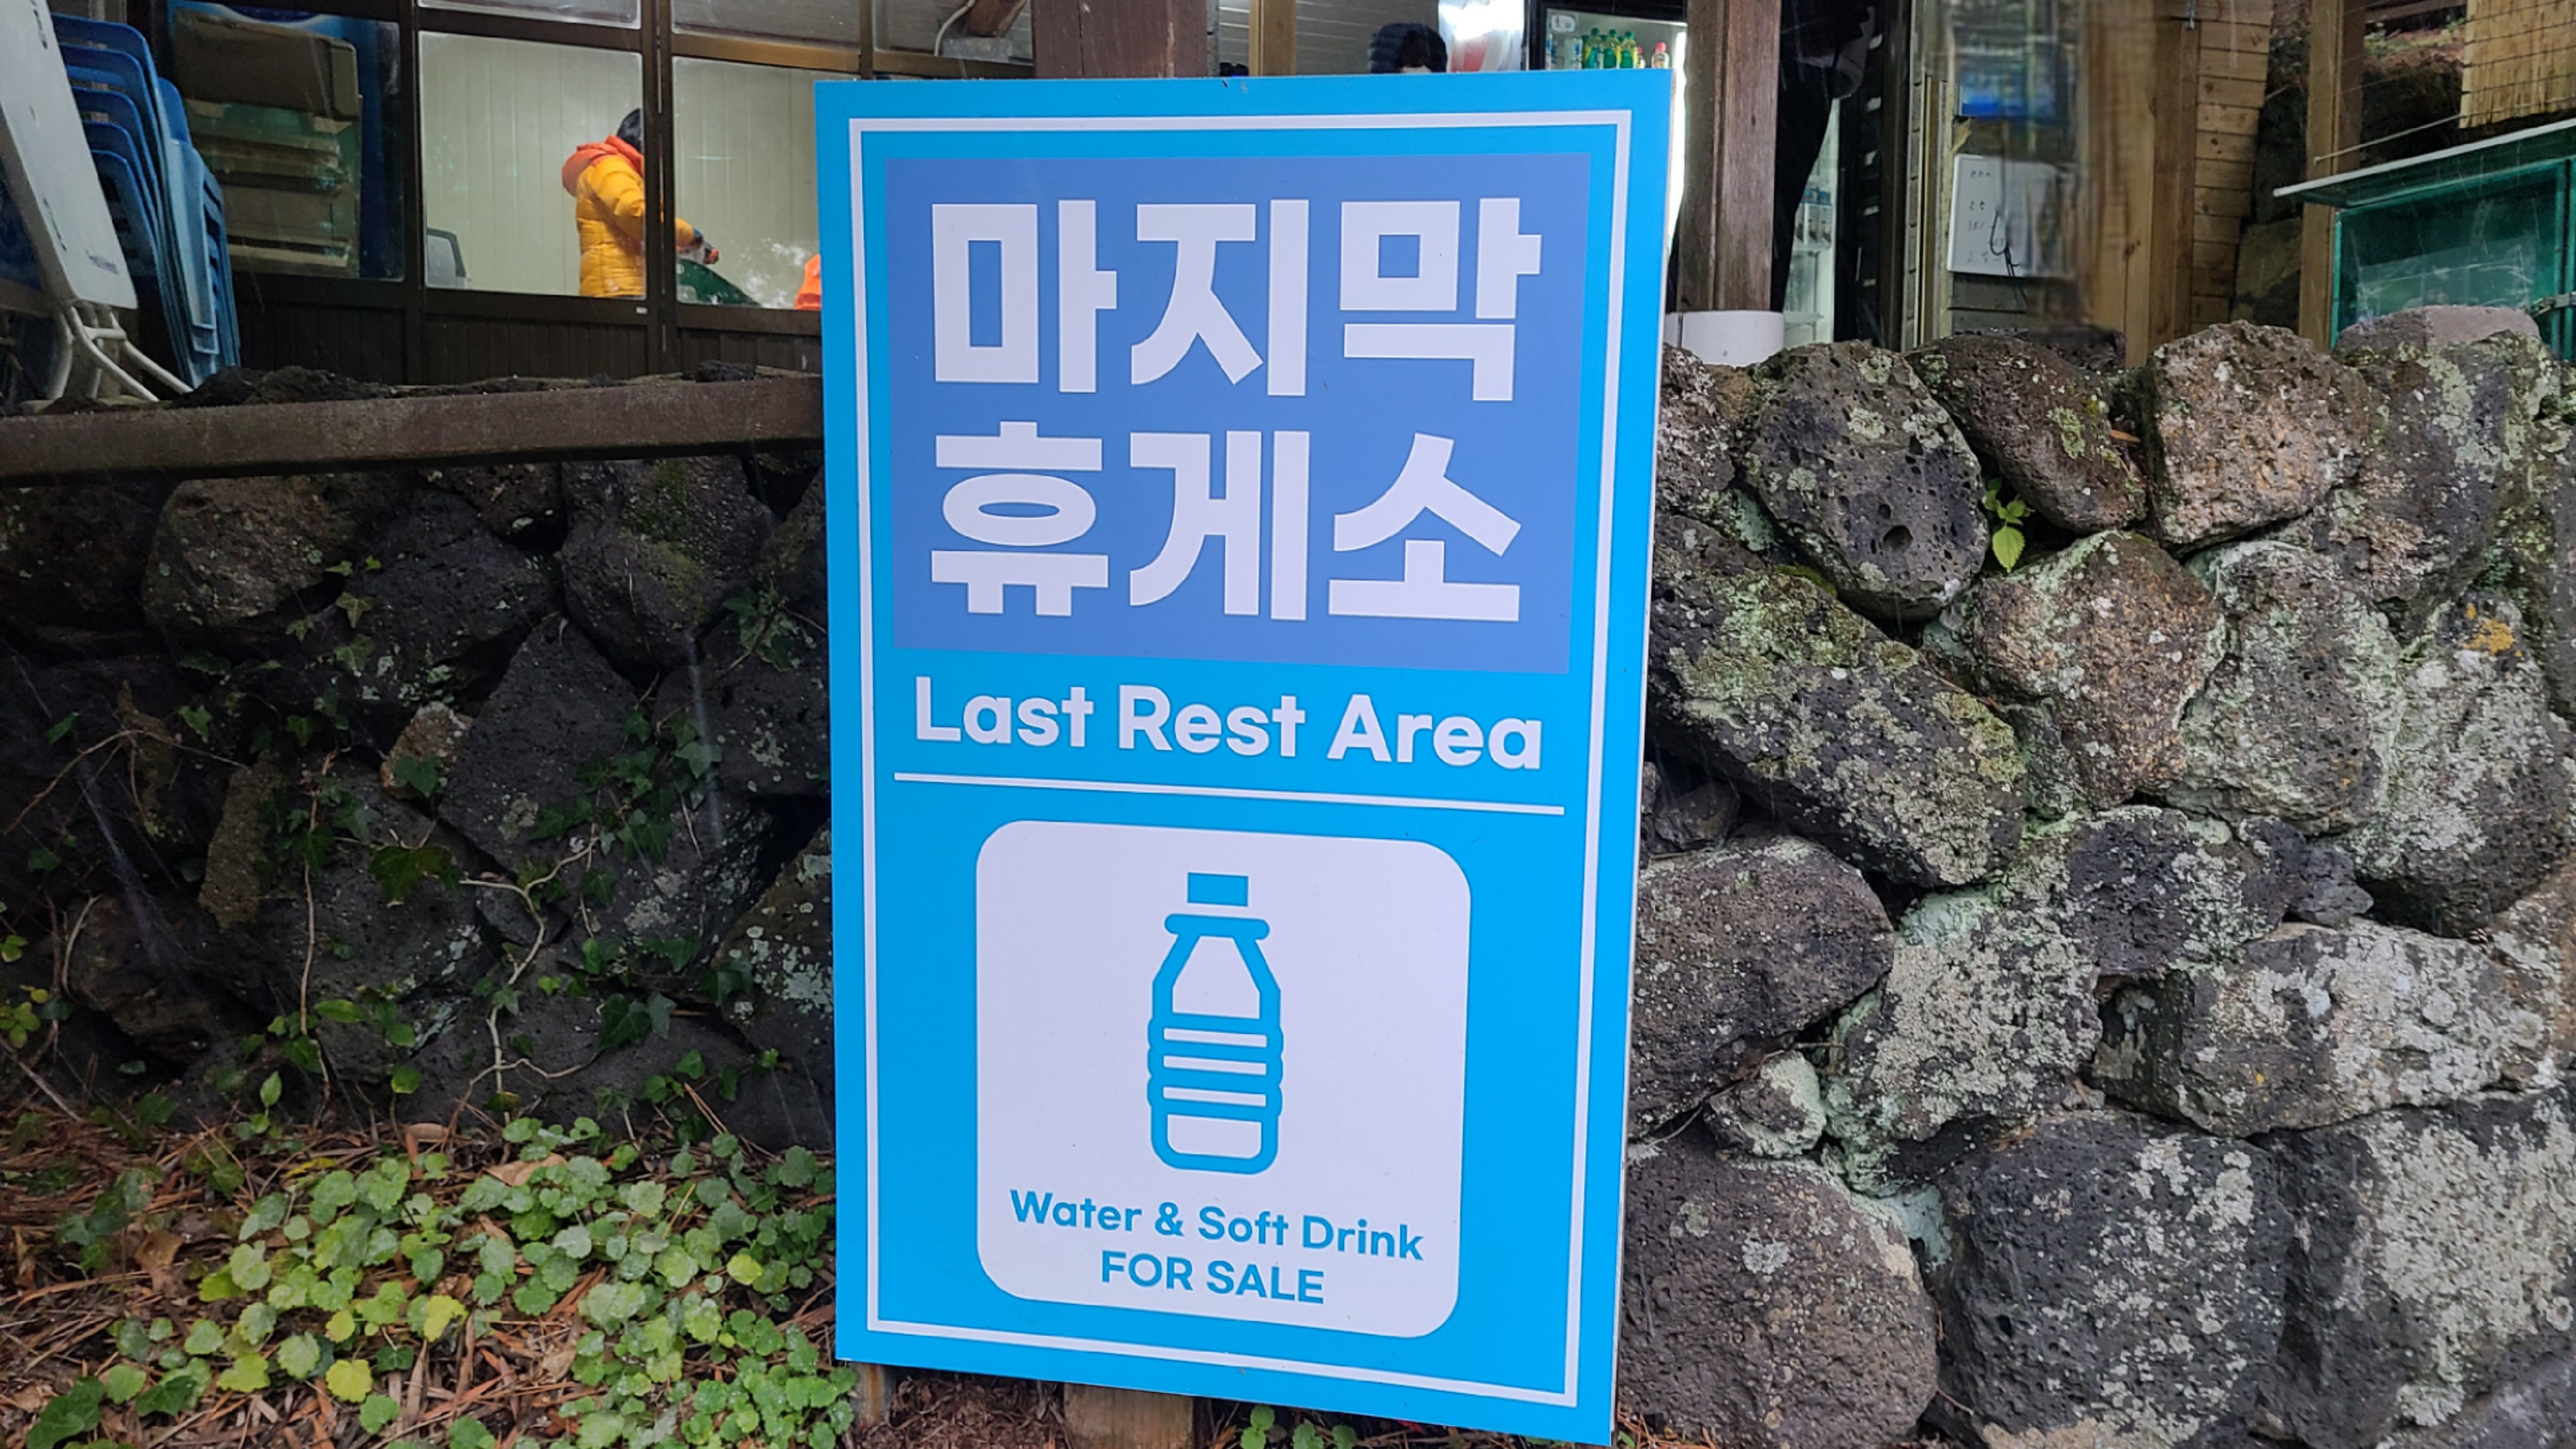 마지막
휴게소
Last Rest Area
Water & Soft Drink
FOR SALE